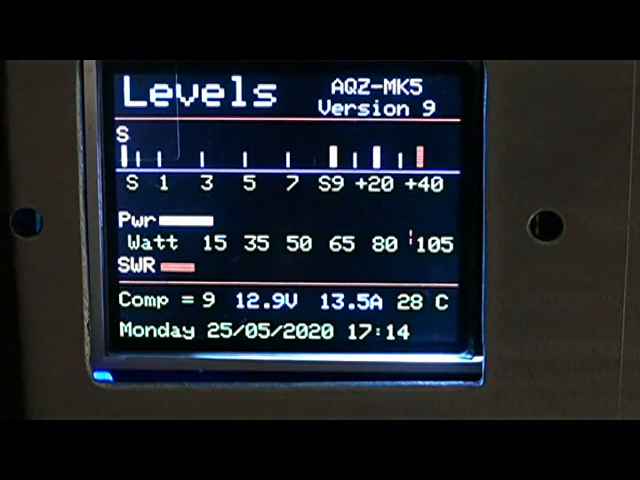 Levels AQZ-MK5
Version 9
S
S 1 3 5 7 S9 +20 +40
Pwr
Watt 15 35 50 65 80 105
SWR
Comp = 9 12.9V 13.5A 28 C
Monday 25/05/2020 17:14